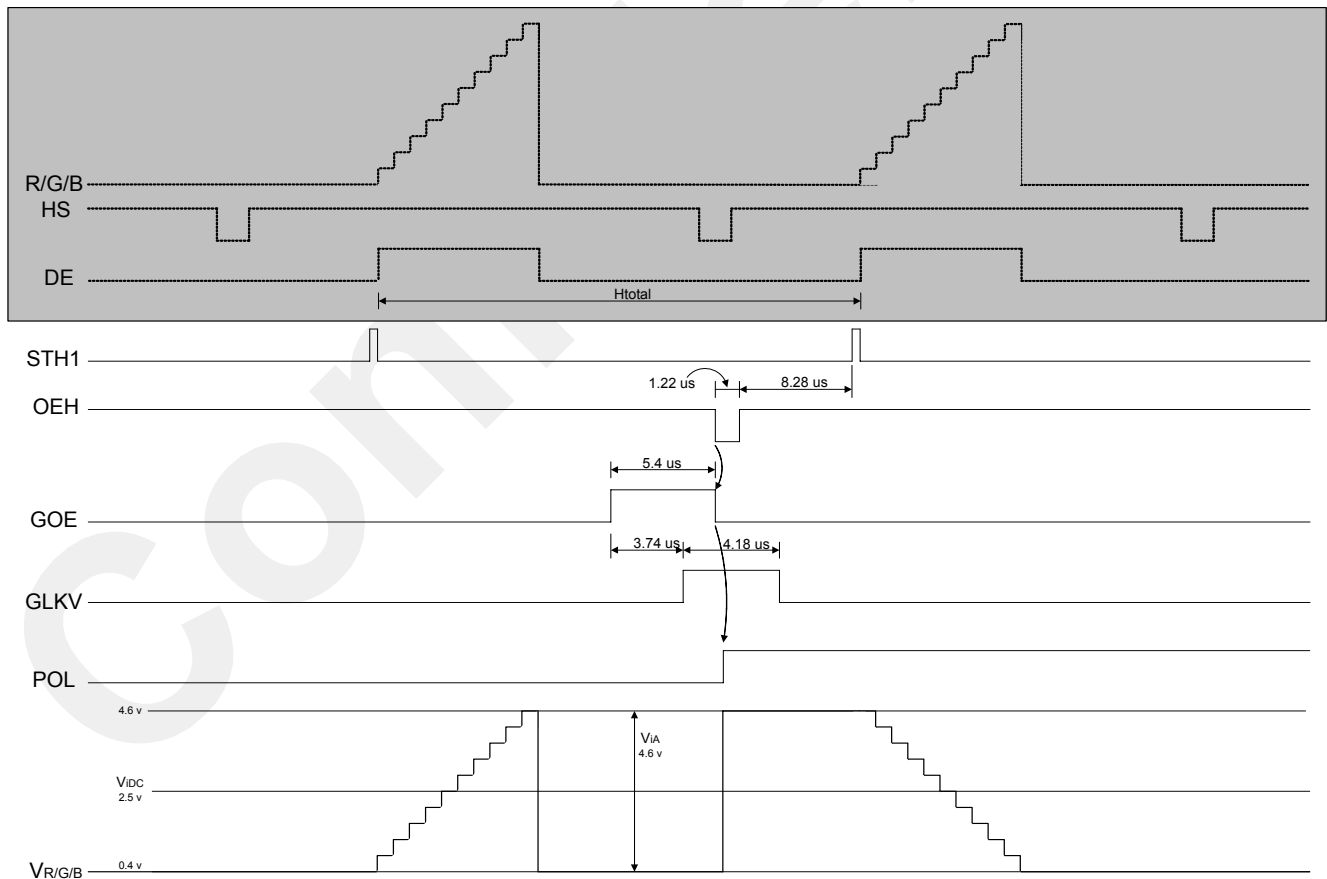 R/G/B
HS
DE
Htotal
STH1
1.22 us
8.28 us
OEH
5.4 us
GOE
3.74 us
4.18 us
GLKV
POL
4.6 v
ViA
4.6 v
ViDC
2.5 v
VR/G/B
0.4 v